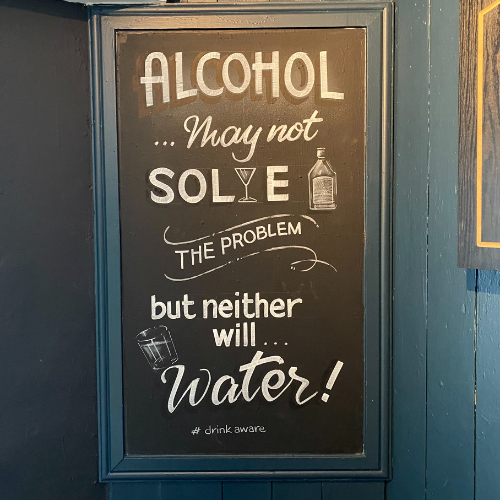 ALCOHOL
... May not
SOLVE
THE PROBLEM
but neither
will...
Water!
# drink aware